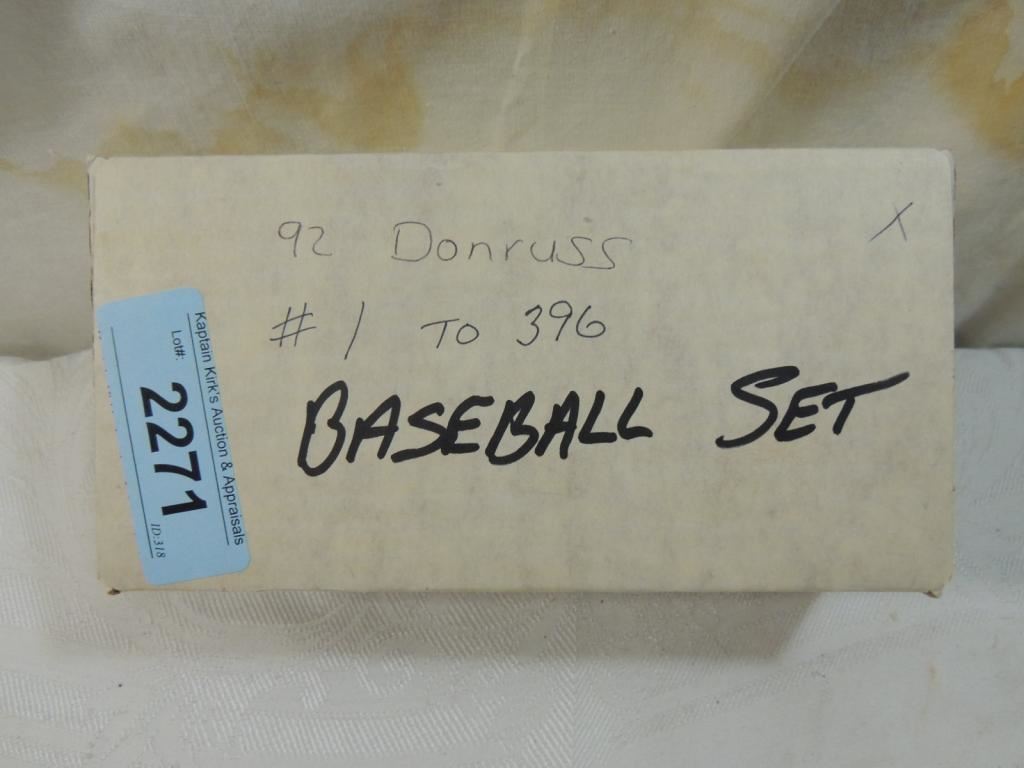 92 Donruss
X
# 1 TO 396
BASEBALL SET
Kaptain Kirk's Auction & Appraisals
Lot#:
2271
ID:318